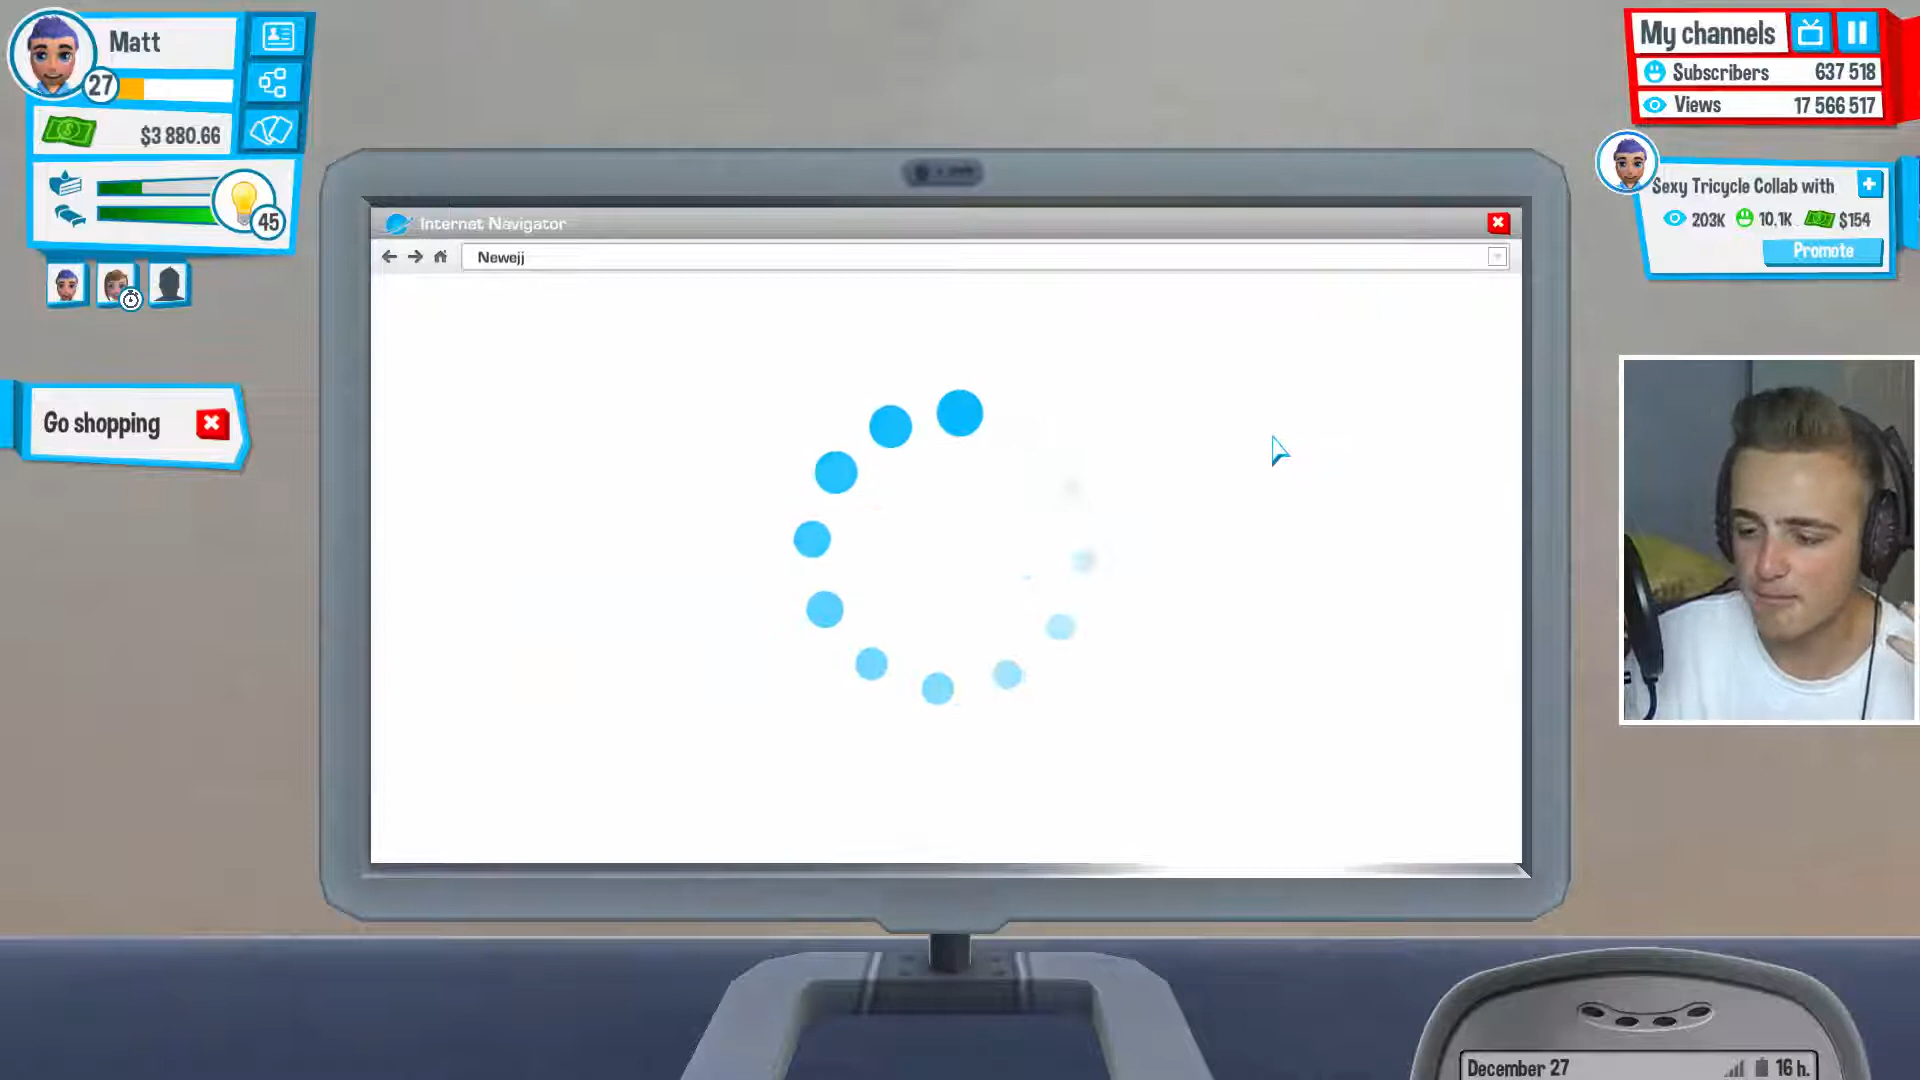 Matt
27
$3 880.66
45
Go shopping
Internet Navigator
Newejj
My channels
Subscribers 637 518
Views 17 566 517
Sexy Tricycle Collab with
203K 10.1K $154
Promote
December 27 16 h.